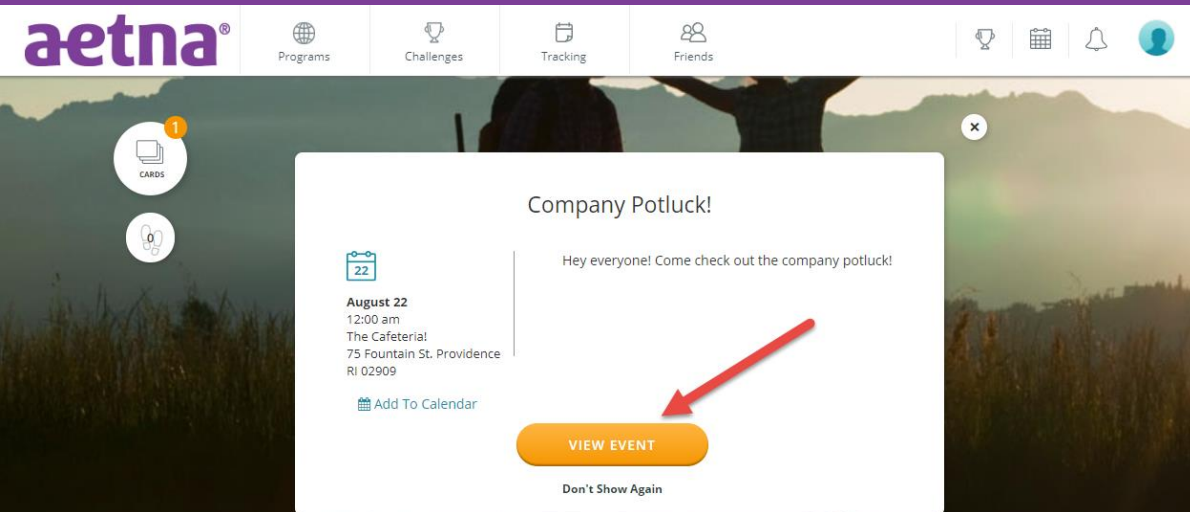 aetna®
Programs
Challenges
Tracking
Friends
1
CARDS
0
Company Potluck!
22
August 22
12:00 am
The Cafeteria!
75 Fountain St. Providence
RI 02909
Add To Calendar
Hey everyone! Come check out the company potluck!
VIEW EVENT
Don't Show Again